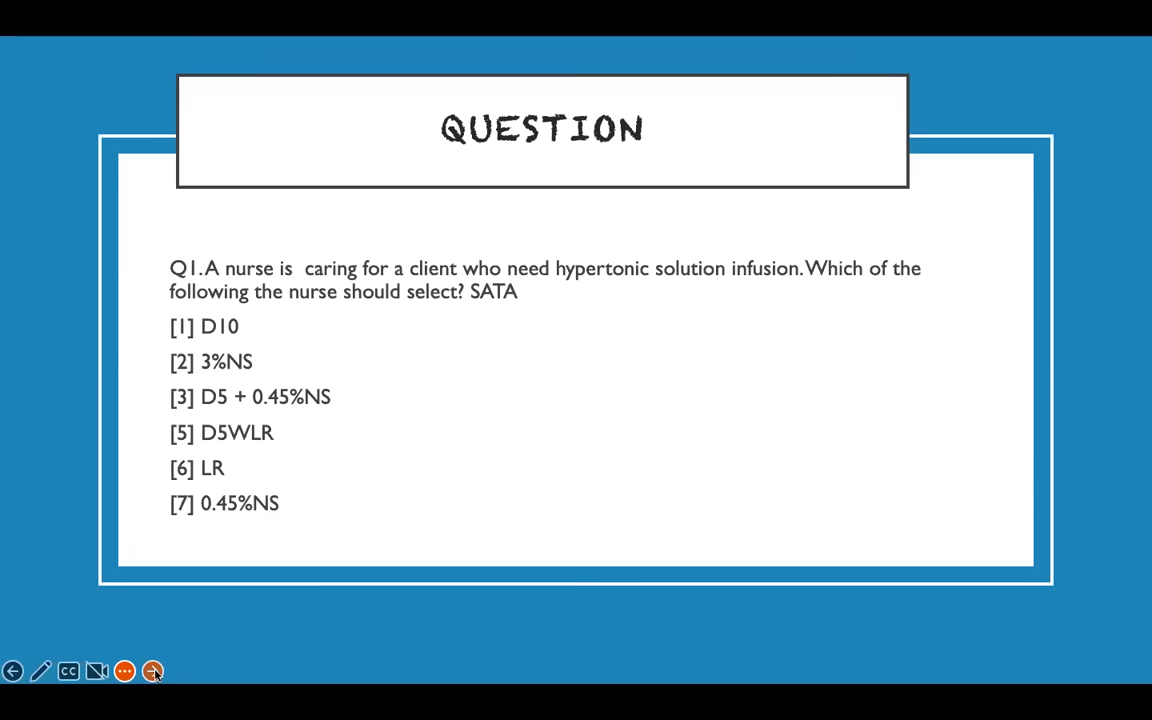 QUESTION
Q1. A nurse is  caring for a client who need hypertonic solution infusion. Which of the
following the nurse should select? SATA
[1] D10
[2] 3%NS
[3] D5 + 0.45%NS
[5] D5WLR
[6] LR
[7] 0.45%NS
CC